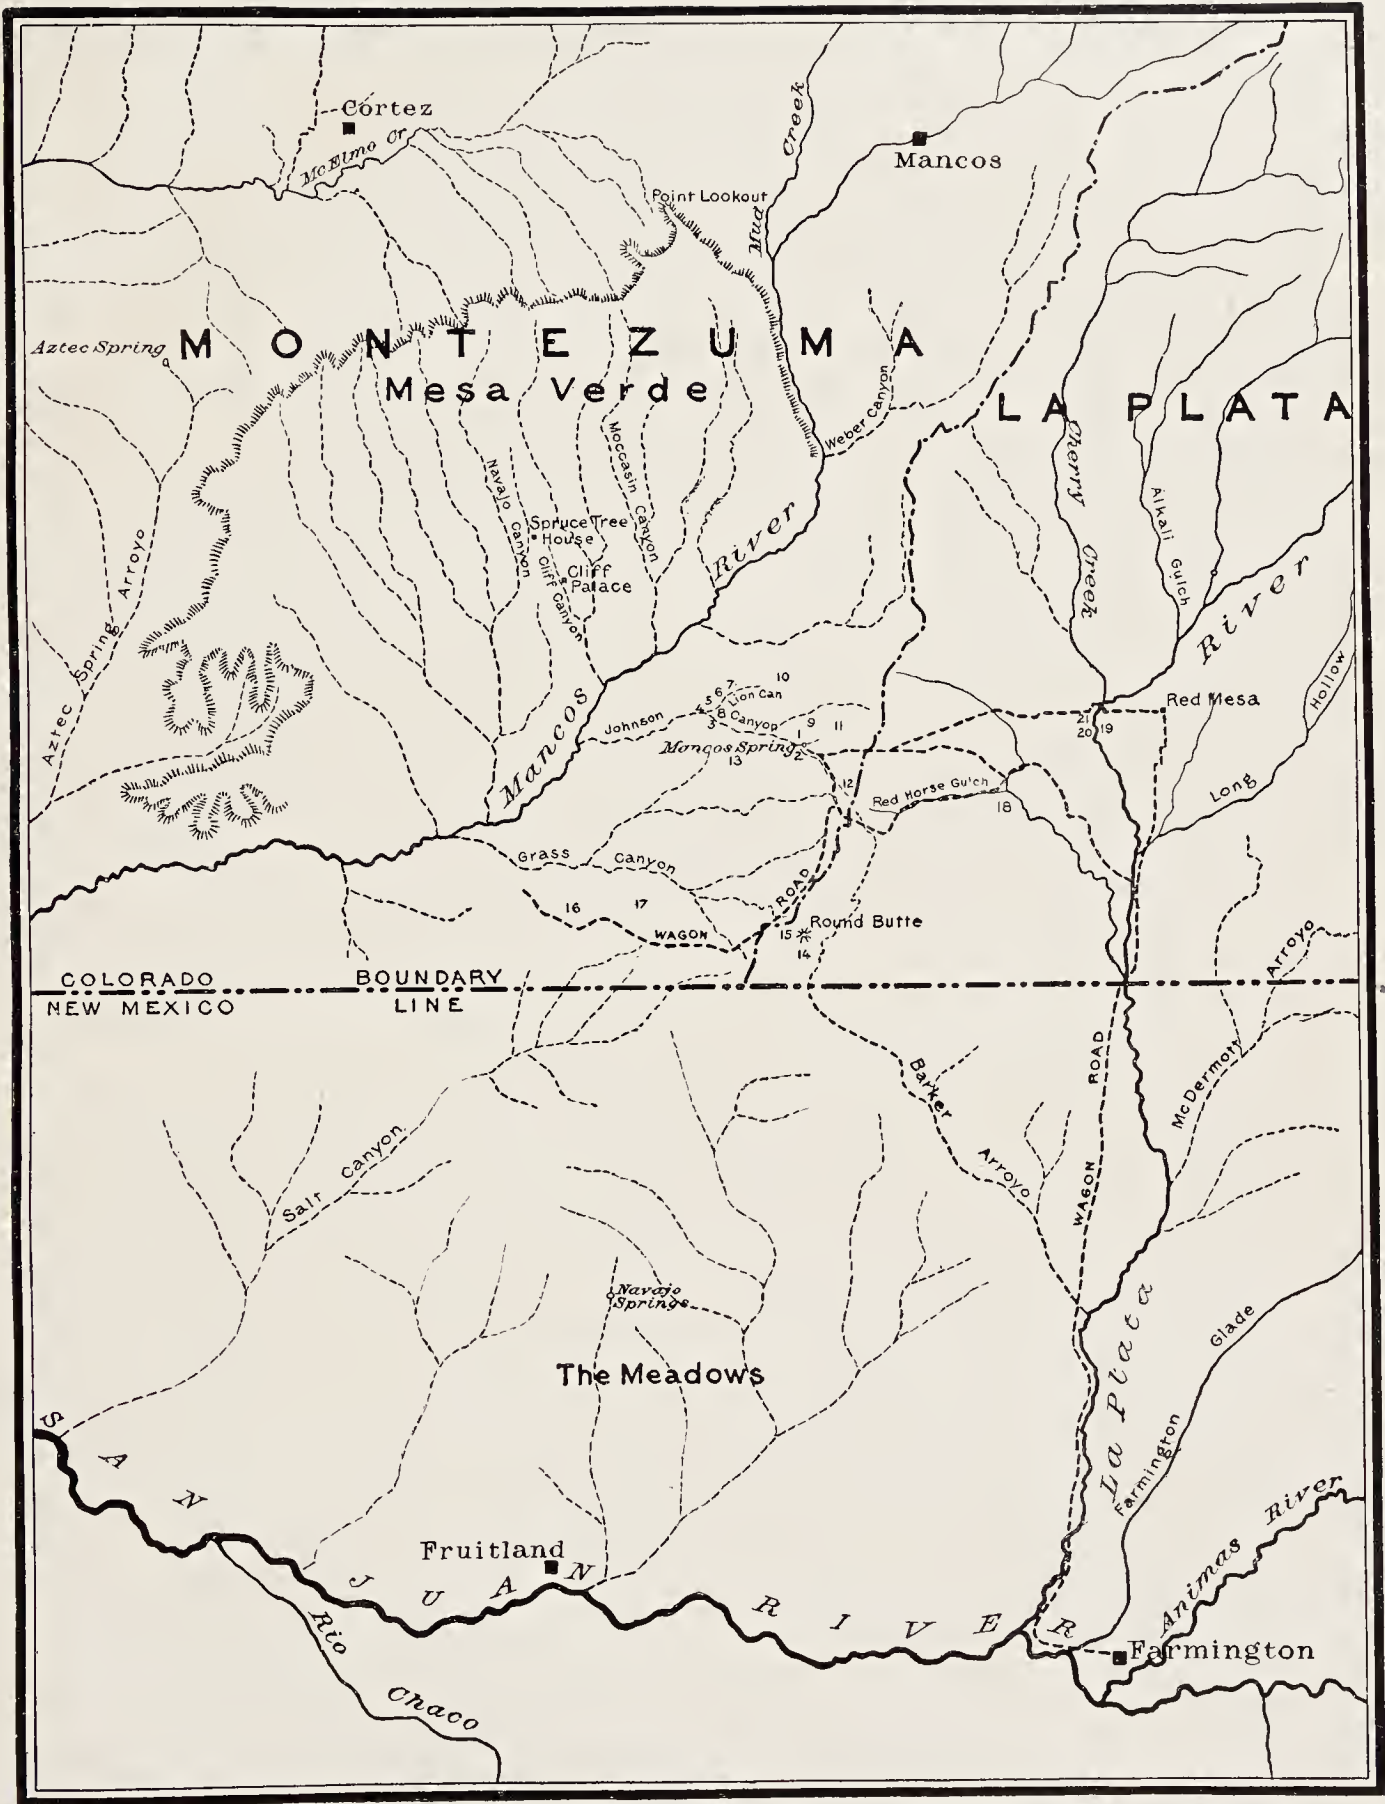 Cortez
McElmo Cr
Mud Creek
Mancos
Point Lookout
Aztec Spring
MONTEZUMA
Mesa Verde
LA PLATA
Weber Canyon
Cherry Creek
Alkali Gulch
Navajo Canyon
Moccasin Canyon
Spruce Tree
House
Cliff
Palace
Cliff Canyon
Mancos River
River
Aztec Spring Arroyo
Long Hollow
Red Mesa
21
20 19
10
7
6
5
4
Lion Can
Johnson Canyon
8
3
9
11
1
Mancos Spring
2
13
12
Red Horse Gulch
18
Grass Canyon
16
17
WAGON ROAD
15
Round Butte
14
COLORADO BOUNDARY
NEW MEXICO LINE
Arroyo
McDermott
Barker Arroyo
WAGON ROAD
Salt Canyon
Navajo
Springs
The Meadows
La Plata
Farmington Glade
Animas River
SAN JUAN RIVER
Fruitland
Farmington
Rio Chaco